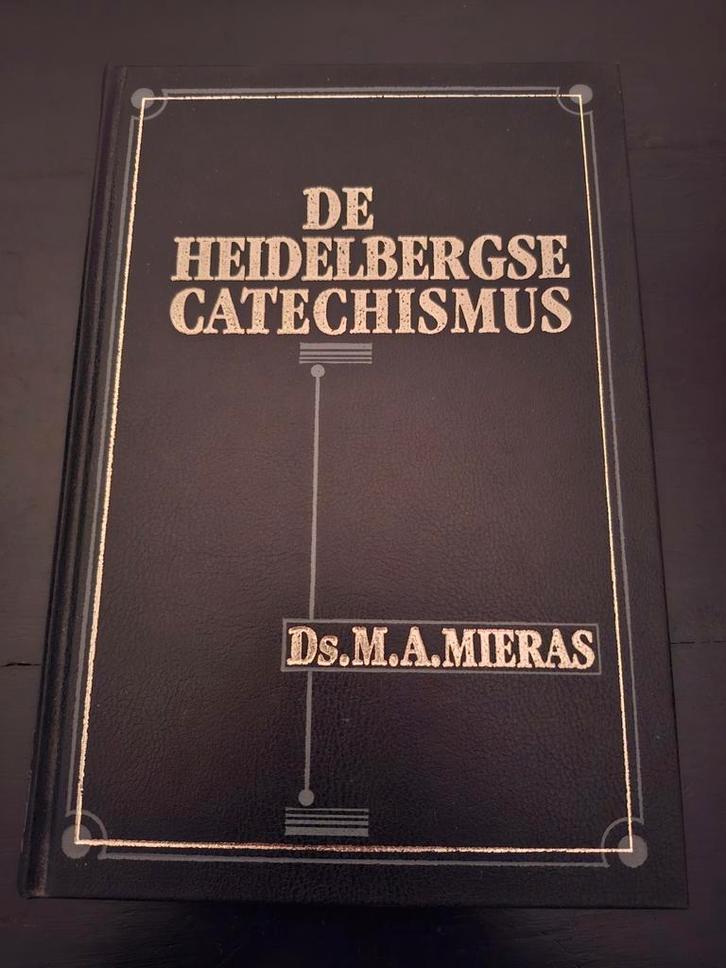 DE
HEIDELBERGSE
CATECHISMUS
Ds. M. A. MIERAS